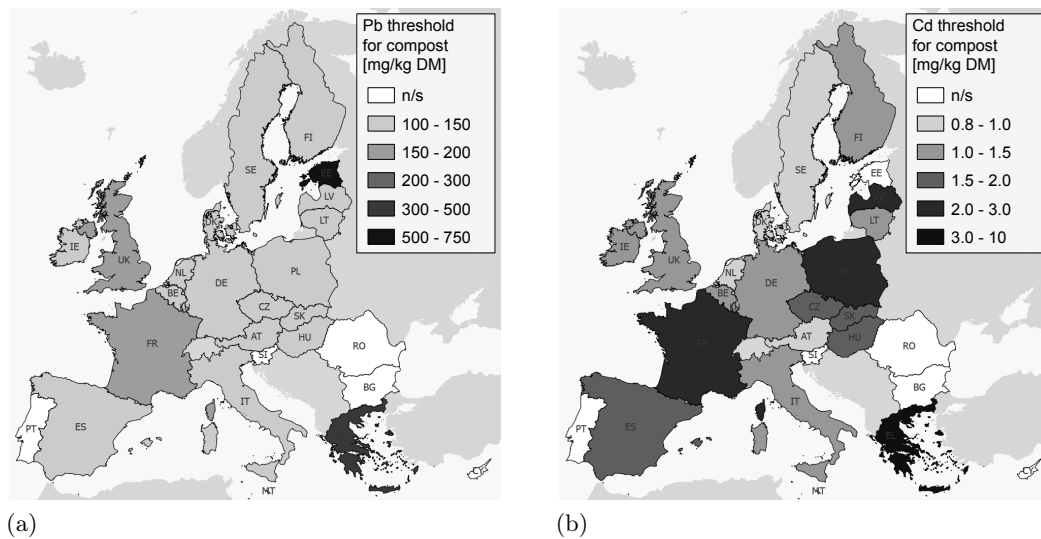 Pb threshold
for compost
[mg/kg DM]
n/s
100 - 150
150 - 200
200 - 300
300 - 500
500 - 750
FI
SE
EE
LV
LT
DK
IE
UK
NL
BE
DE
PL
CZ
SK
FR
AT
HU
SI
RO
BG
IT
PT
ES
MT
(a)
Cd threshold
for compost
[mg/kg DM]
n/s
0.8 - 1.0
1.0 - 1.5
1.5 - 2.0
2.0 - 3.0
3.0 - 10
FI
SE
EE
LT
DK
IE
UK
NL
BE
DE
PL
CZ
SK
FR
AT
HU
SI
RO
BG
IT
PT
ES
EL
MT
(b)